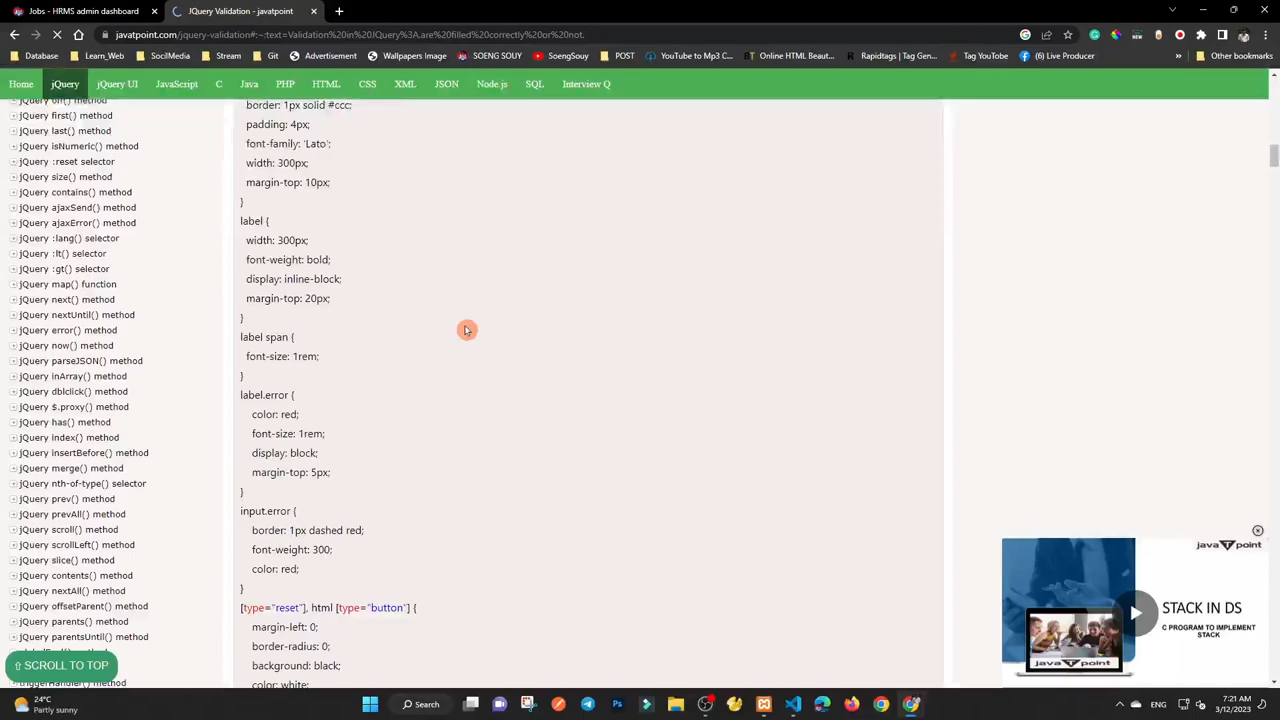 Jobs - HRMS admin dashboard
JQuery Validation - javatpoint
javatpoint.com/jquery-validation#:~:text=Validation%20in%20JQuery%3A,are%20filled%20correctly%20or%20not.
Database
Learn_Web
SocilMedia
Stream
Git
Advertisement
Wallpapers Image
SOENG SOUY
SoengSouy
POST
YouTube to Mp3 C...
Online HTML Beaut...
Rapidtags | Tag Gen...
Tag YouTube
(6) Live Producer
Other bookmarks
Home
jQuery
jQuery UI
JavaScript
C
Java
PHP
HTML
CSS
XML
JSON
Node.js
SQL
Interview Q
jQuery on() method
jQuery first() method
jQuery last() method
jQuery isNumeric() method
jQuery :reset selector
jQuery size() method
jQuery contains() method
jQuery ajaxSend() method
jQuery ajaxError() method
jQuery :lang() selector
jQuery :lt() selector
jQuery :gt() selector
jQuery map() function
jQuery next() method
jQuery nextUntil() method
jQuery error() method
jQuery now() method
jQuery parseJSON() method
jQuery inArray() method
jQuery dblclick() method
jQuery $.proxy() method
jQuery has() method
jQuery index() method
jQuery insertBefore() method
jQuery merge() method
jQuery nth-of-type() selector
jQuery prev() method
jQuery prevAll() method
jQuery scroll() method
jQuery scrollLeft() method
jQuery slice() method
jQuery contents() method
jQuery nextAll() method
jQuery offsetParent() method
jQuery parents() method
jQuery parentsUntil() method
⇧ SCROLL TO TOP
border: 1px solid #ccc;
padding: 4px;
font-family: 'Lato';
width: 300px;
margin-top: 10px;
}
label {
width: 300px;
font-weight: bold;
display: inline-block;
margin-top: 20px;
}
label span {
font-size: 1rem;
}
label.error {
color: red;
font-size: 1rem;
display: block;
margin-top: 5px;
}
input.error {
border: 1px dashed red;
font-weight: 300;
color: red;
}
[type="reset"], html [type="button"] {
margin-left: 0;
border-radius: 0;
background: black;
color: white;
java point
STACK IN DS
C PROGRAM TO IMPLEMENT
STACK
java point
24°C
Partly sunny
Search
ENG
7:21 AM
3/12/2023